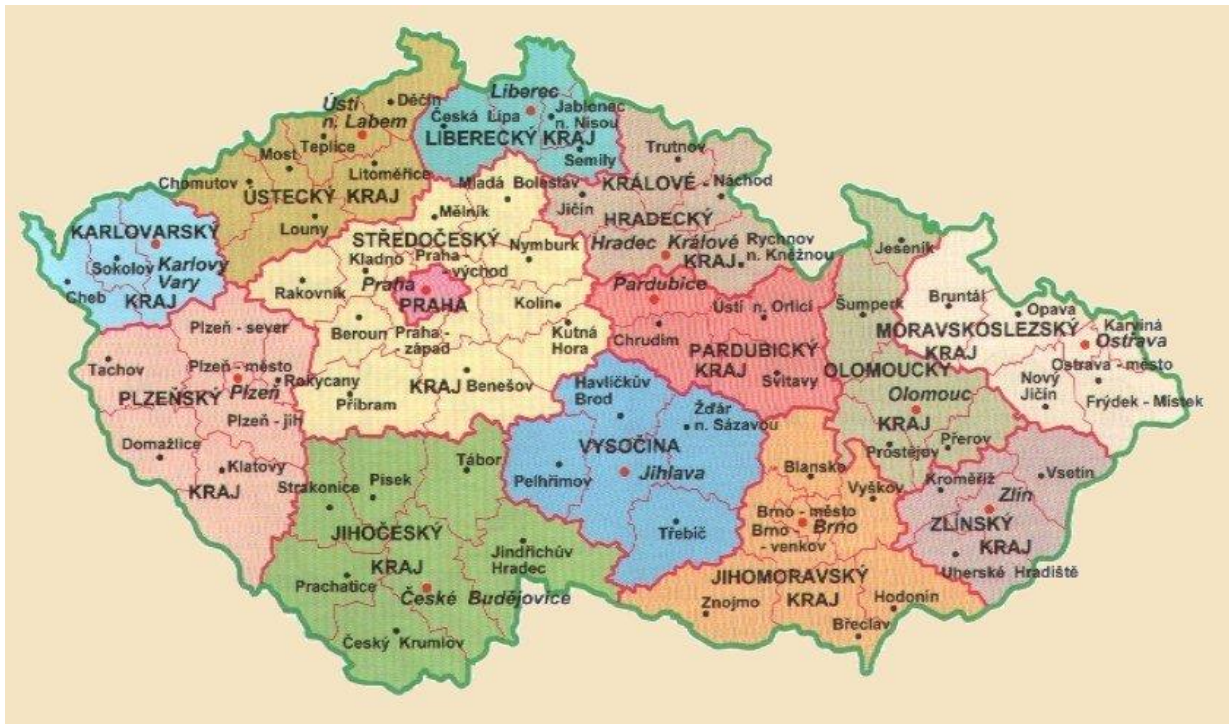 Děčín
Ústí
n. Labem
Teplice
Most
Litoměřice
Chomutov
ÚSTECKÝ KRAJ
Louny
Liberec
Česká Lípa
Jablonec
n. Nisou
LIBERECKÝ KRAJ
Semily
Trutnov
KRÁLOVÉ - Náchod
Jičín
HRADECKÝ
Hradec Králové
KRAJ
Rychnov
n. Kněžnou
KARLOVARSKÝ
Sokolov
Karlovy
Vary
Cheb
KRAJ
Mladá Boleslav
Mělník
STŘEDOČESKÝ
Nymburk
Kladno
Praha -
- východ
Rakovník
Praha
PRAHA
Kolín
Beroun
Praha -
- západ
Kutná
Hora
KRAJ
Benešov
Příbram
Plzeň - sever
Tachov
Plzeň - město
Plzeň
Rokycany
PLZEŇSKÝ
Plzeň - jih
Domažlice
Klatovy
KRAJ
Pardubice
Ústí n. Orlicí
Chrudim
PARDUBICKÝ
KRAJ
Svitavy
Jeseník
Šumperk
OLOMOUCKÝ
Olomouc
KRAJ
Přerov
Prostějov
Bruntál
Opava
MORAVSKOSLEZSKÝ
KRAJ
Karviná
Ostrava
Ostrava - město
Nový
Jičín
Frýdek - Místek
Havlíčkův
Brod
Žďár
n. Sázavou
VYSOČINA
Jihlava
Pelhřimov
Třebíč
Tábor
Písek
Strakonice
JIHOČESKÝ
Jindřichův
Hradec
KRAJ
Prachatice
České Budějovice
Český Krumlov
Blansko
Vyškov
Brno - město
Brno
Brno
- venkov
JIHOMORAVSKÝ
KRAJ
Znojmo
Hodonín
Břeclav
Kroměříž
Vsetín
Zlín
ZLÍNSKÝ
KRAJ
Uherské Hradiště